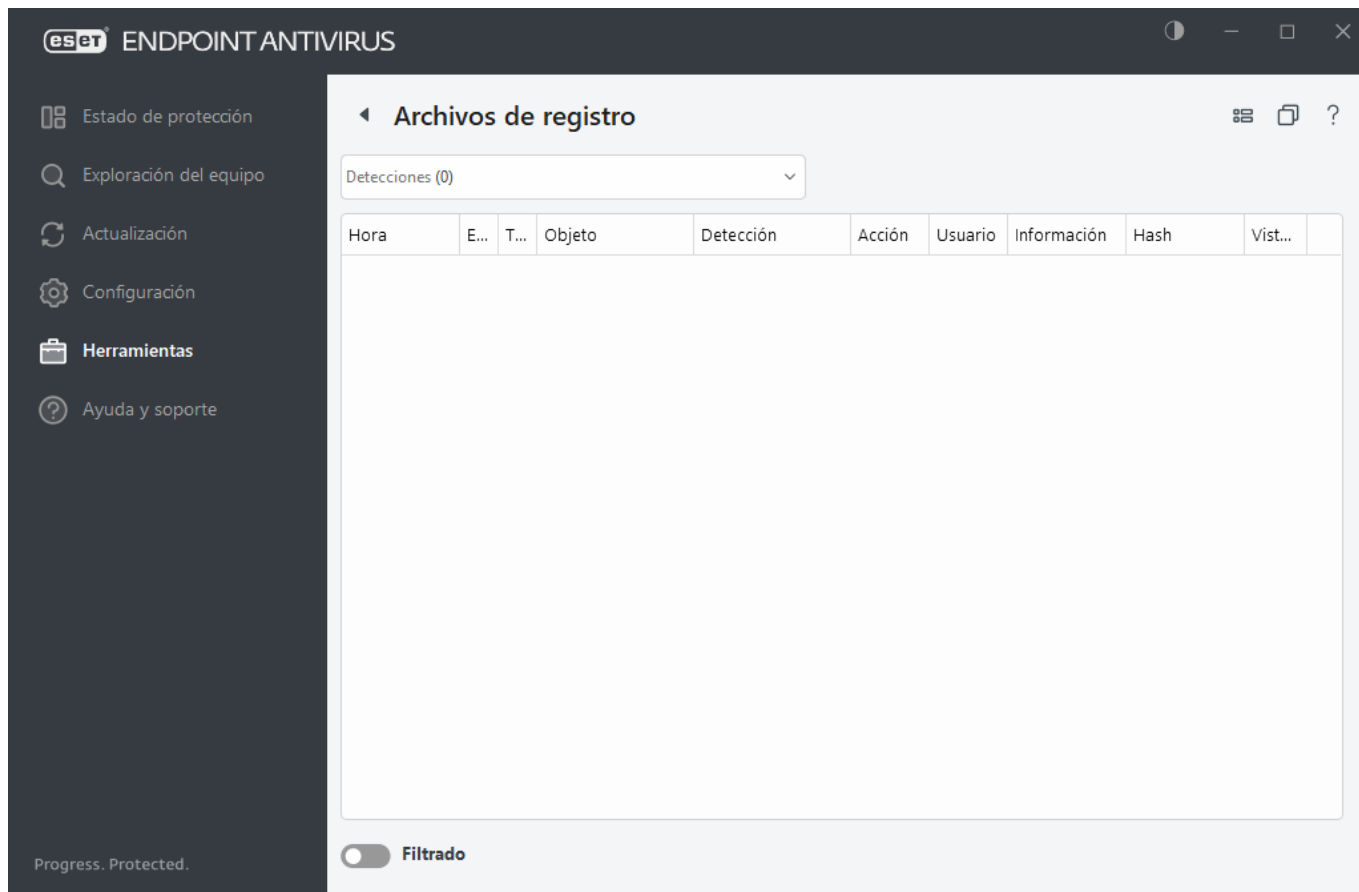 eset ENDPOINT ANTIVIRUS
Estado de protección
Exploración del equipo
Actualización
Configuración
Herramientas
Ayuda y soporte
Progress. Protected.
Archivos de registro
?
Detecciones (0)
Hora E... T... Objeto Detección Acción Usuario Información Hash Vist...
Filtrado